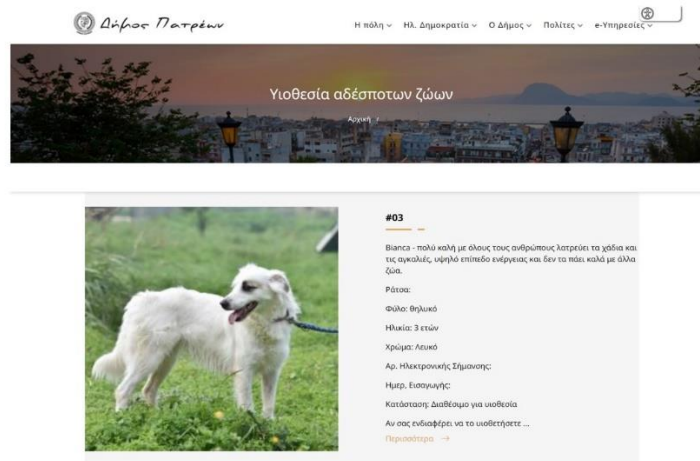 Δήμος Πατρέων
Η πόλη
Ηλ. Δημοκρατία
Ο Δήμος
Πολίτες
e-Υπηρεσίες
Υιοθεσία αδέσποτων ζώων
Αρχική /
#03
Bianca - πολύ καλή με όλους τους ανθρώπους λατρεύει τα χάδια και
τις αγκαλιές, υψηλό επίπεδο ενέργειας και δεν τα πάει καλά με άλλα
ζώα.
Ράτσα:
Φύλο: θηλυκό
Ηλικία: 3 ετών
Χρώμα: Λευκό
Αρ. Ηλεκτρονικής Σήμανσης:
Ημερ. Εισαγωγής:
Κατάσταση: Διαθέσιμο για υιοθεσία
Αν σας ενδιαφέρει να το υιοθετήσετε ...
Περισσότερα →